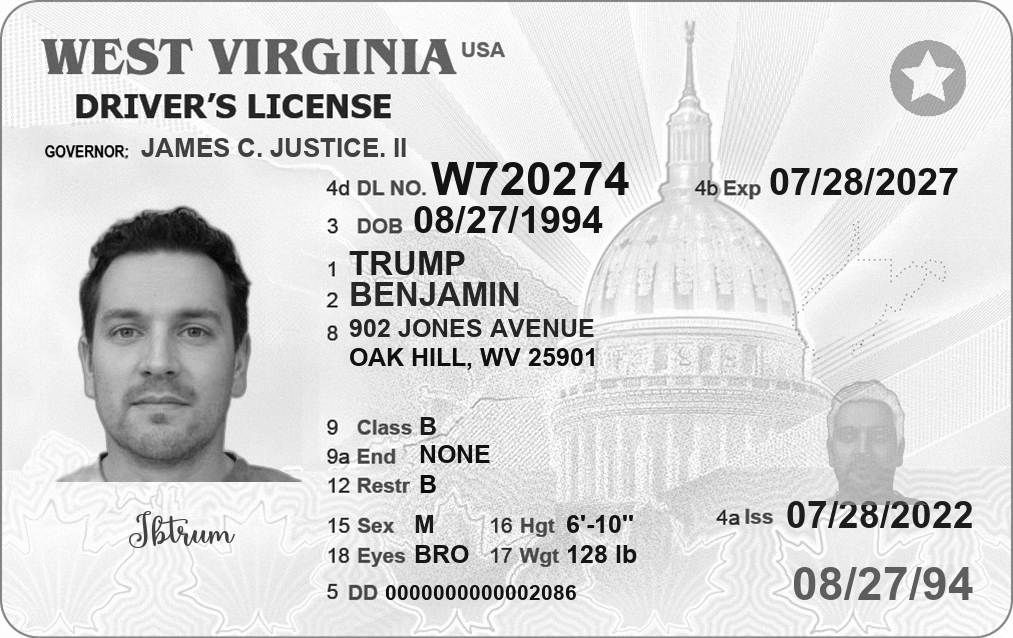 WEST VIRGINIA USA
DRIVER'S LICENSE
GOVERNOR; JAMES C. JUSTICE. II
4d DL NO. W720274 4b Exp 07/28/2027
3 DOB 08/27/1994
1 TRUMP
2 BENJAMIN
8 902 JONES AVENUE
OAK HILL, WV 25901
9 Class B
9a End NONE
12 Restr B
15 Sex M 16 Hgt 6'-10" 4a Iss 07/28/2022
18 Eyes BRO 17 Wgt 128 lb
5 DD 0000000000002086
Jbtrum
08/27/94